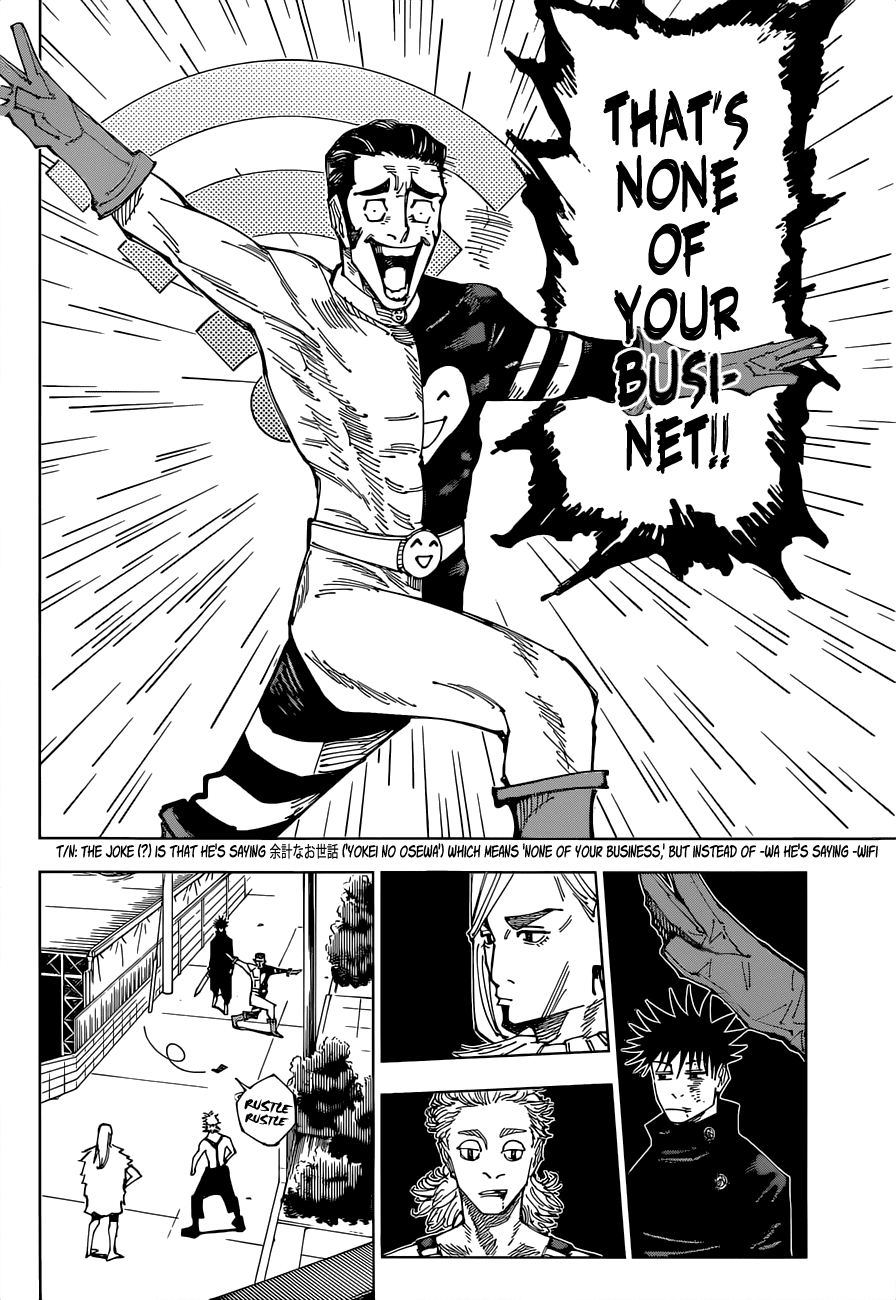 THAT'S
NONE
OF
YOUR
BUSI-
NET!!
T/N: THE JOKE (?) IS THAT HE'S SAYING 余計なお世話 ('YOKEI NO OSEWA') WHICH MEANS 'NONE OF YOUR BUSINESS,' BUT INSTEAD OF -WA HE'S SAYING -WIFI
RUSTLE
RUSTLE